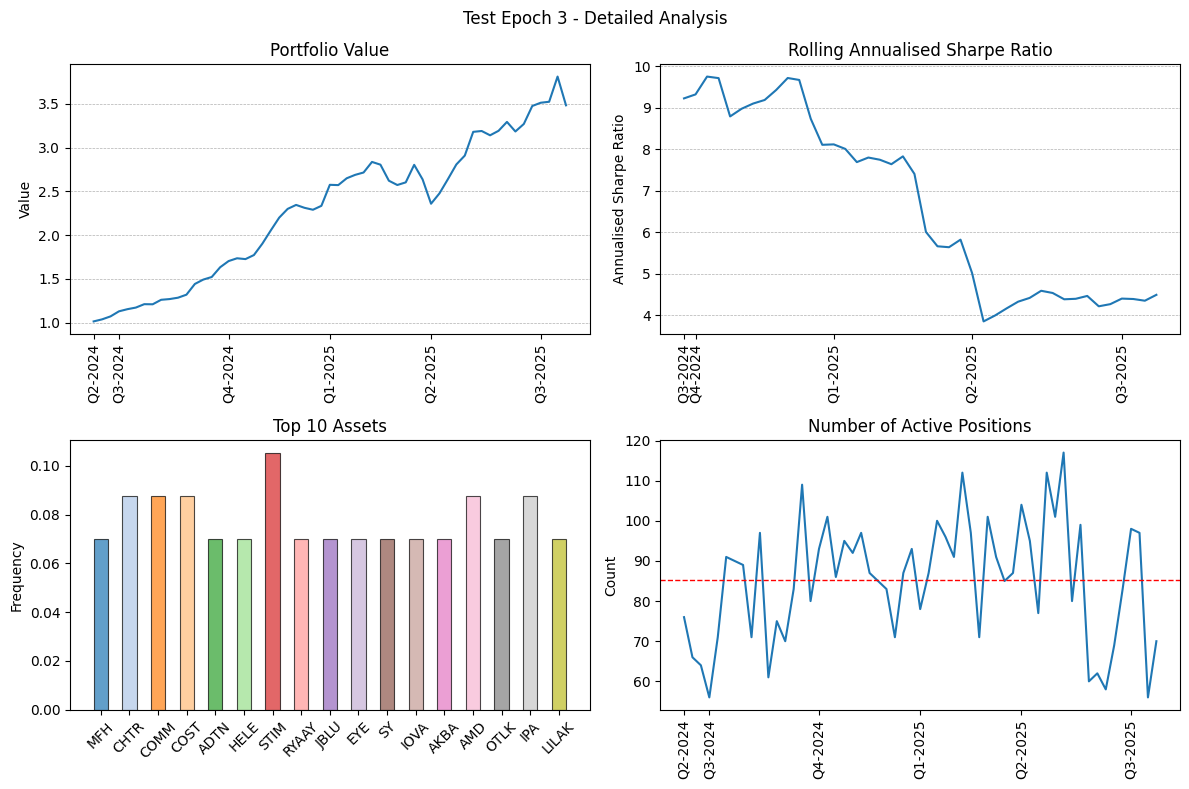 Test Epoch 3 - Detailed Analysis
Portfolio Value
Value
3.5
3.0
2.5
2.0
1.5
1.0
Q2-2024
Q3-2024
Q4-2024
Q1-2025
Q2-2025
Q3-2025
Rolling Annualised Sharpe Ratio
Annualised Sharpe Ratio
10
9
8
7
6
5
4
Q3-2024
Q4-2024
Q1-2025
Q2-2025
Q3-2025
Top 10 Assets
Frequency
0.10
0.08
0.06
0.04
0.02
0.00
MFH
CHTR
COMM
COST
ADTN
HELE
STIM
RYAAY
JBLU
EYE
SY
IOVA
AKBA
AMD
OTLK
IPA
LILAK
Number of Active Positions
Count
120
110
100
90
80
70
60
Q2-2024
Q3-2024
Q4-2024
Q1-2025
Q2-2025
Q3-2025